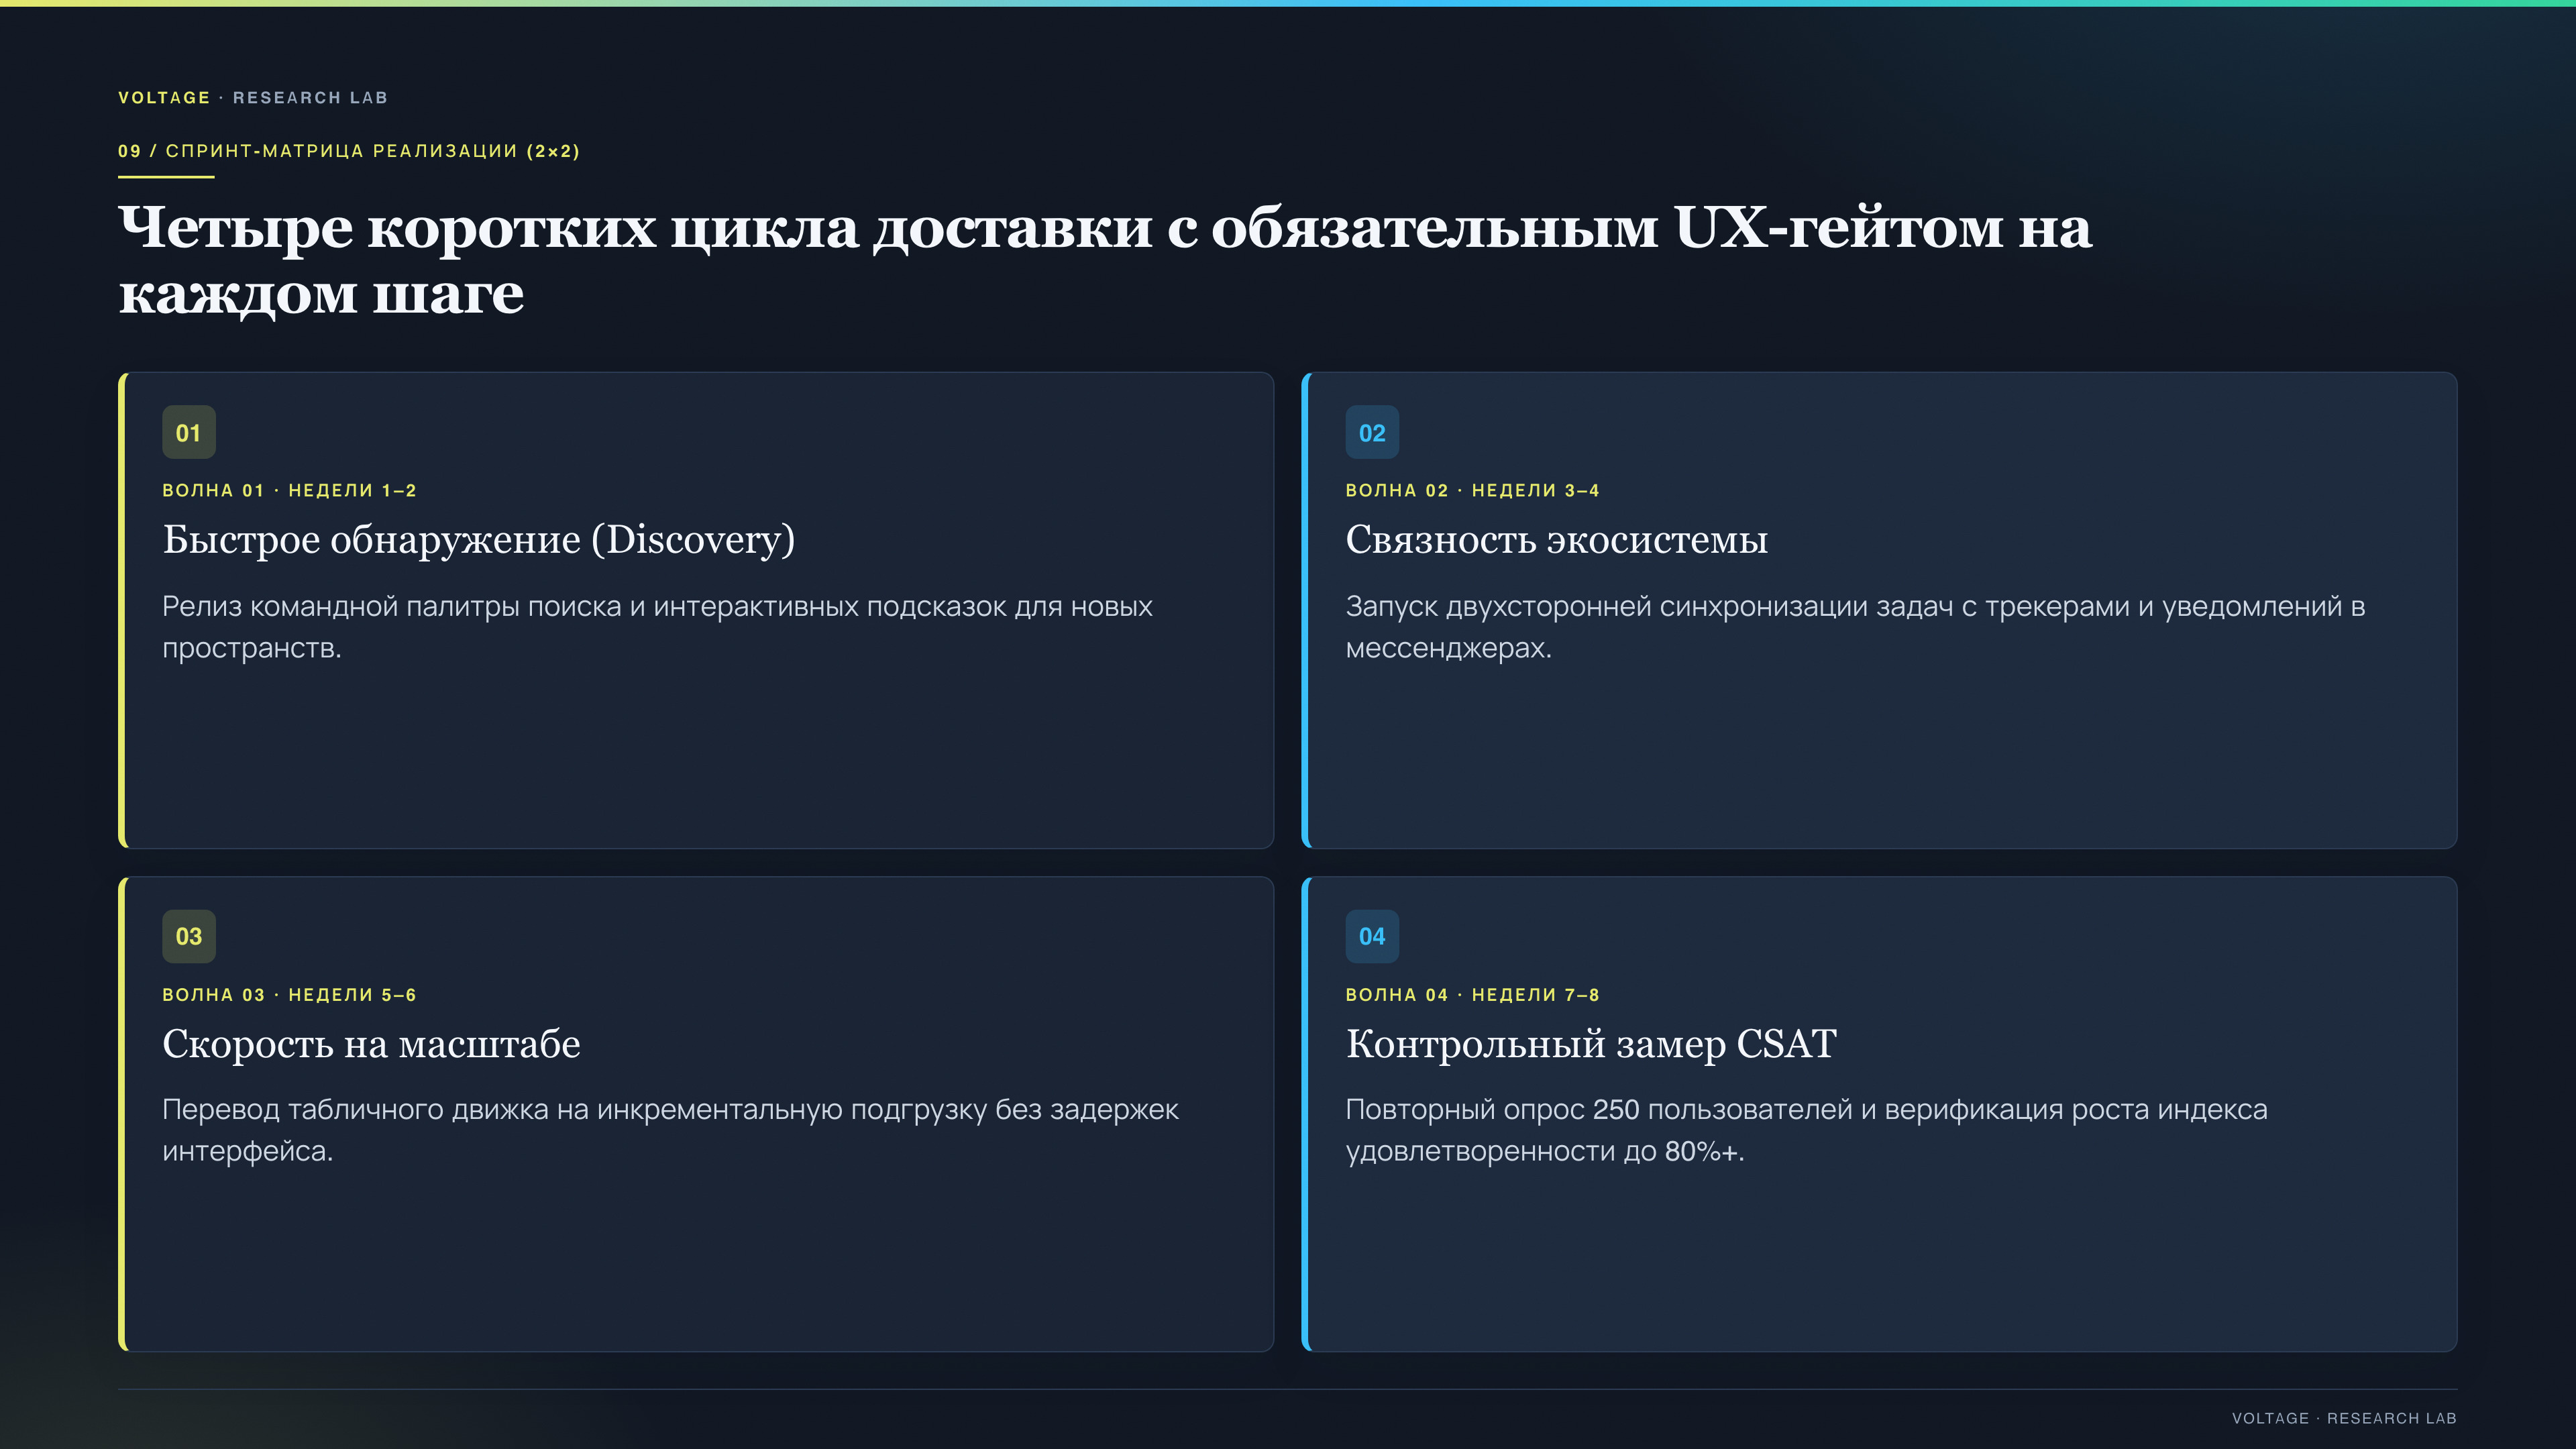 VOLTAGE · RESEARCH LAB
09 / СПРИНТ-МАТРИЦА РЕАЛИЗАЦИИ (2×2)
Четыре коротких цикла доставки с обязательным UX-гейтом на
каждом шаге
01
ВОЛНА 01 · НЕДЕЛИ 1–2
Быстрое обнаружение (Discovery)
Релиз командной палитры поиска и интерактивных подсказок для новых
пространств.
02
ВОЛНА 02 · НЕДЕЛИ 3–4
Связность экосистемы
Запуск двухсторонней синхронизации задач с трекерами и уведомлений в
мессенджерах.
03
ВОЛНА 03 · НЕДЕЛИ 5–6
Скорость на масштабе
Перевод табличного движка на инкрементальную подгрузку без задержек
интерфейса.
04
ВОЛНА 04 · НЕДЕЛИ 7–8
Контрольный замер CSAT
Повторный опрос 250 пользователей и верификация роста индекса
удовлетворенности до 80%+.
VOLTAGE · RESEARCH LAB